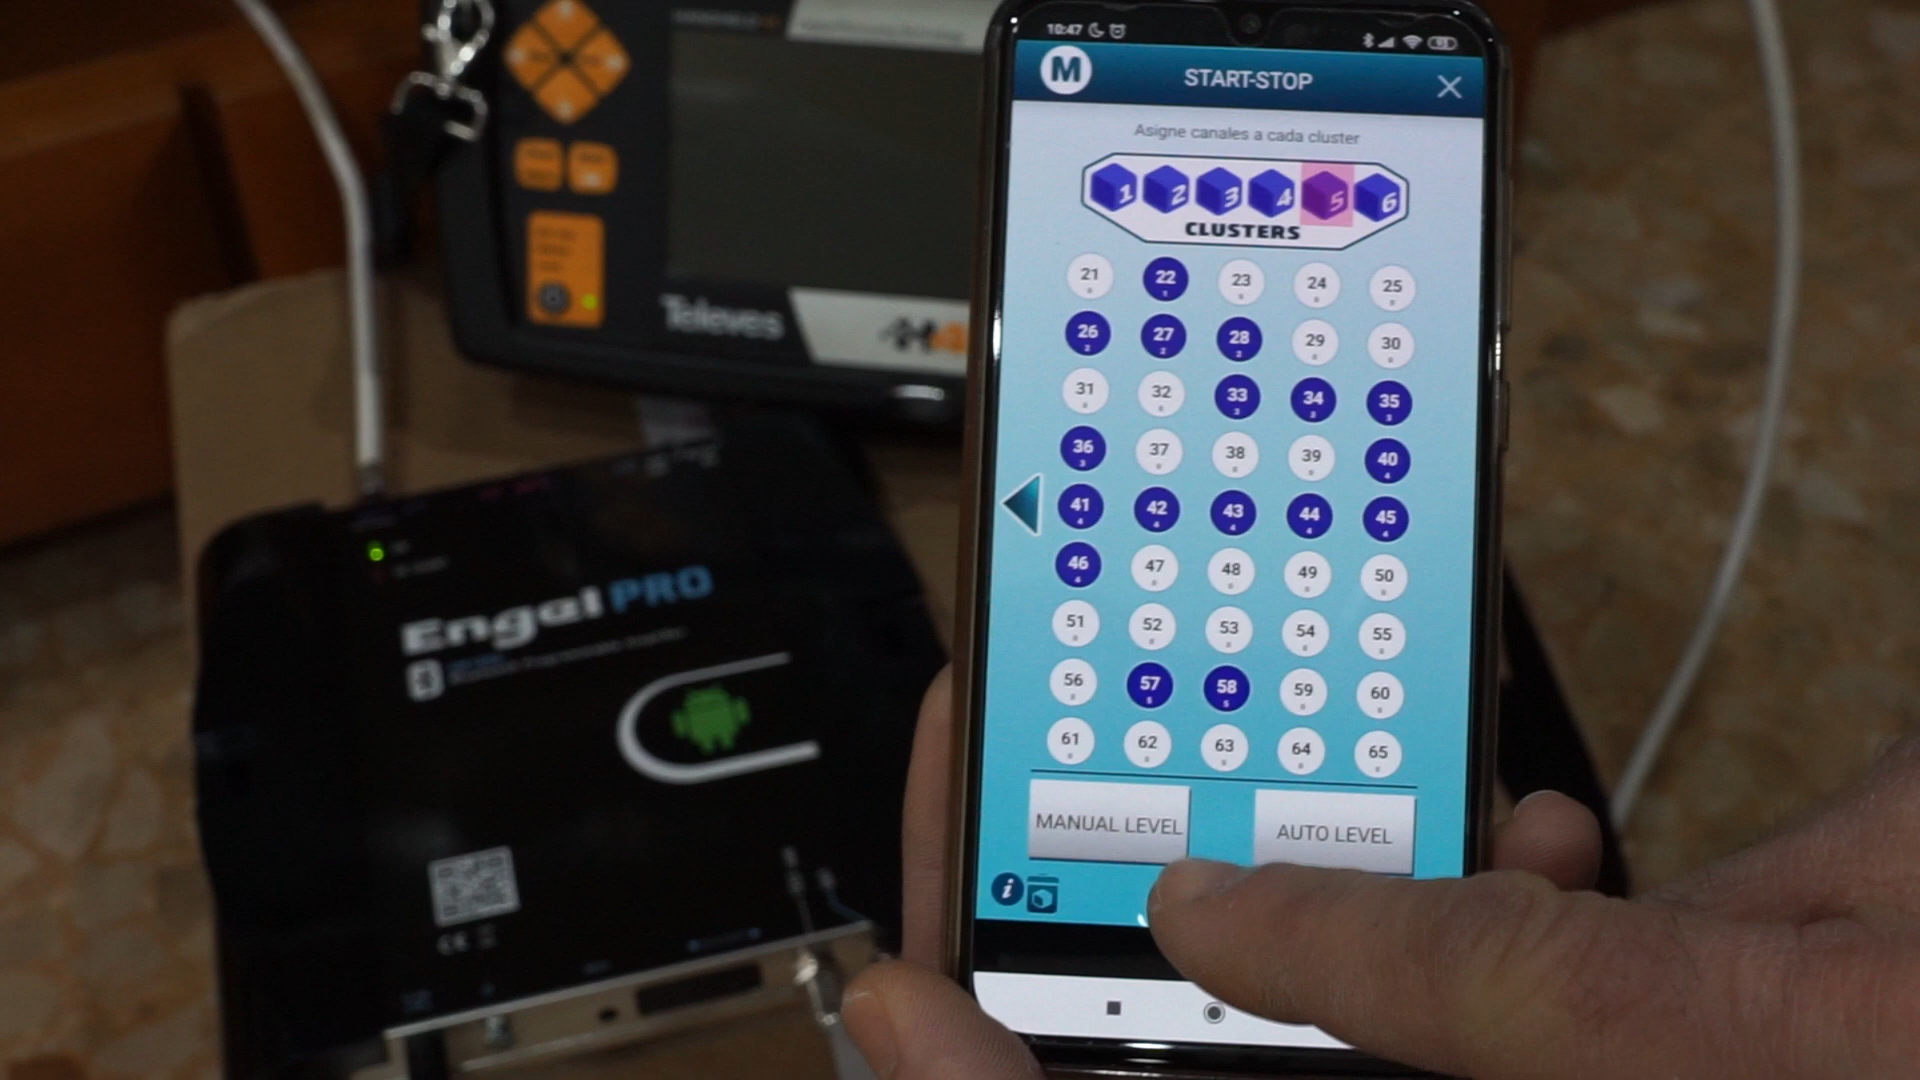 10:47
M START-STOP
Asigne canales a cada cluster
1 2 3 4 5 6
CLUSTERS
21 22 23 24 25
26 27 28 29 30
31 32 33 34 35
36 37 38 39 40
41 42 43 44 45
46 47 48 49 50
51 52 53 54 55
56 57 58 59 60
61 62 63 64 65
MANUAL LEVEL AUTO LEVEL
i
Televes
H
Engel PRO
CE